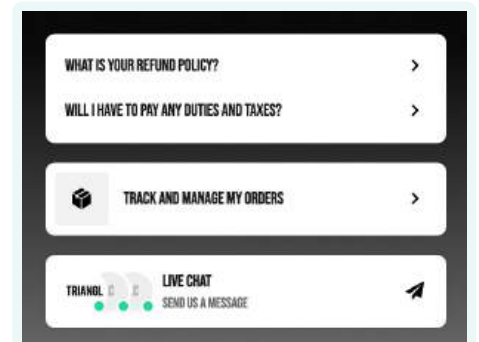 WHAT IS YOUR REFUND POLICY?
WILL I HAVE TO PAY ANY DUTIES AND TAXES?
TRACK AND MANAGE MY ORDERS
TRIANGL
LIVE CHAT
SEND US A MESSAGE